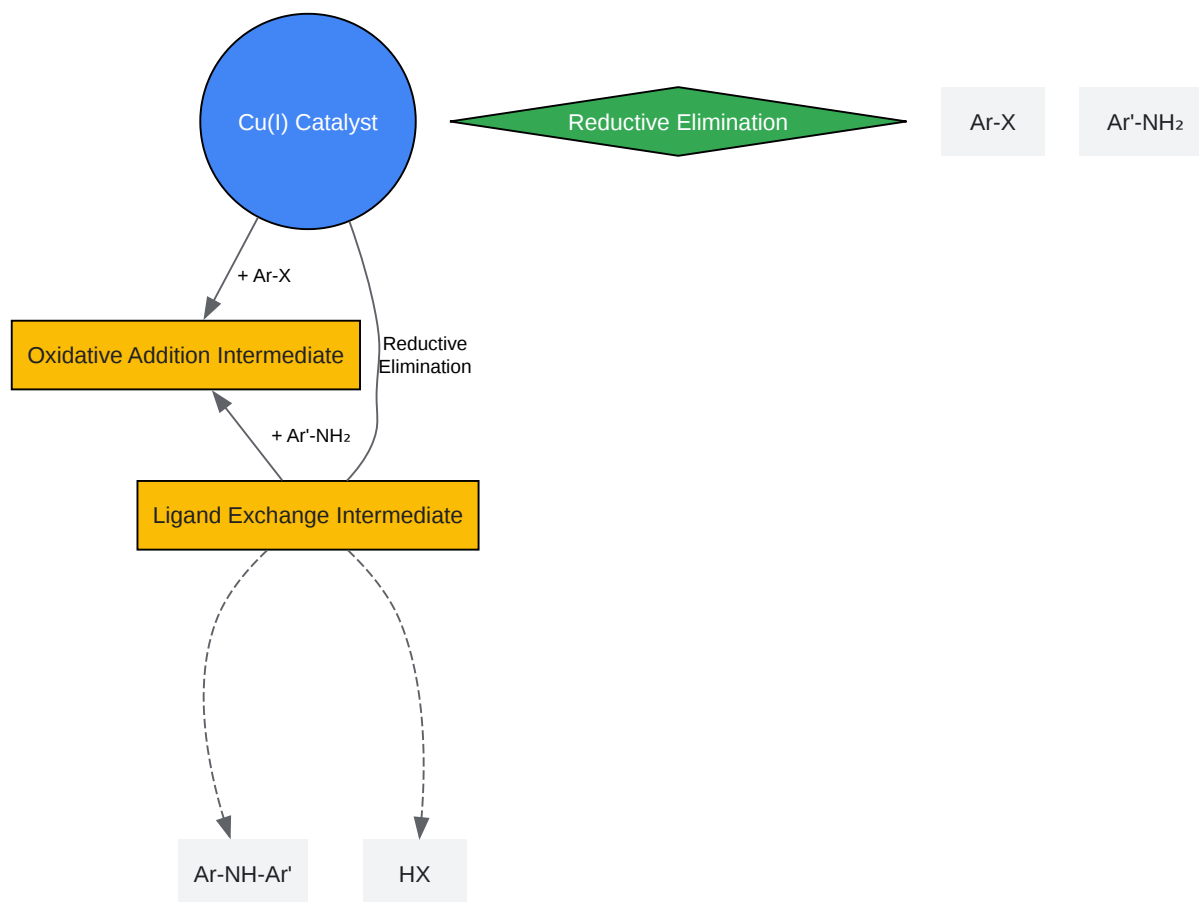 Cu(I) Catalyst
Reductive Elimination
Ar-X
Ar'-NH₂
+ Ar-X
Reductive
Elimination
Oxidative Addition Intermediate
+ Ar'-NH₂
Ligand Exchange Intermediate
Ar-NH-Ar'
HX